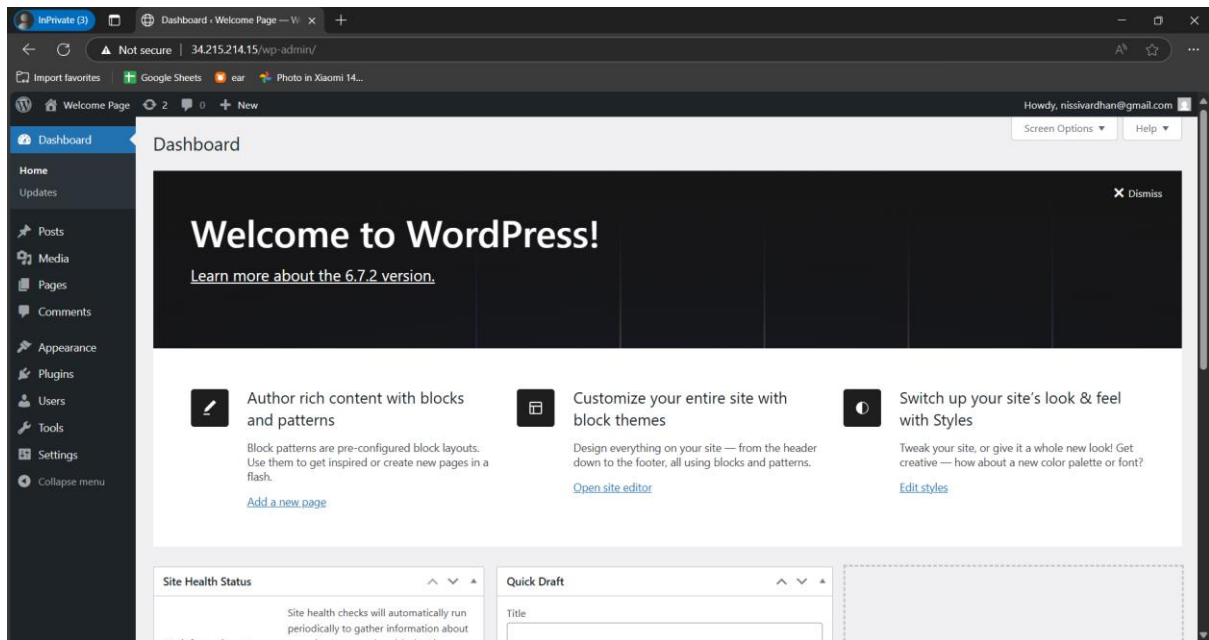 InPrivate (3)
Dashboard ‹ Welcome Page — W
Not secure | 34.215.214.15/wp-admin/
Import favorites
Google Sheets
ear
Photo in Xiaomi 14...
Welcome Page
2
0
New
Howdy, nissivardhan@gmail.com
Dashboard
Home
Updates
Posts
Media
Pages
Comments
Appearance
Plugins
Users
Tools
Settings
Collapse menu
Screen Options
Help
Dashboard
Dismiss
Welcome to WordPress!
Learn more about the 6.7.2 version.
Author rich content with blocks
and patterns
Block patterns are pre-configured block layouts.
Use them to get inspired or create new pages in a
flash.
Add a new page
Customize your entire site with
block themes
Design everything on your site — from the header
down to the footer, all using blocks and patterns.
Open site editor
Switch up your site’s look & feel
with Styles
Tweak your site, or give it a whole new look! Get
creative — how about a new color palette or font?
Edit styles
Site Health Status
Site health checks will automatically run
periodically to gather information about
Quick Draft
Title